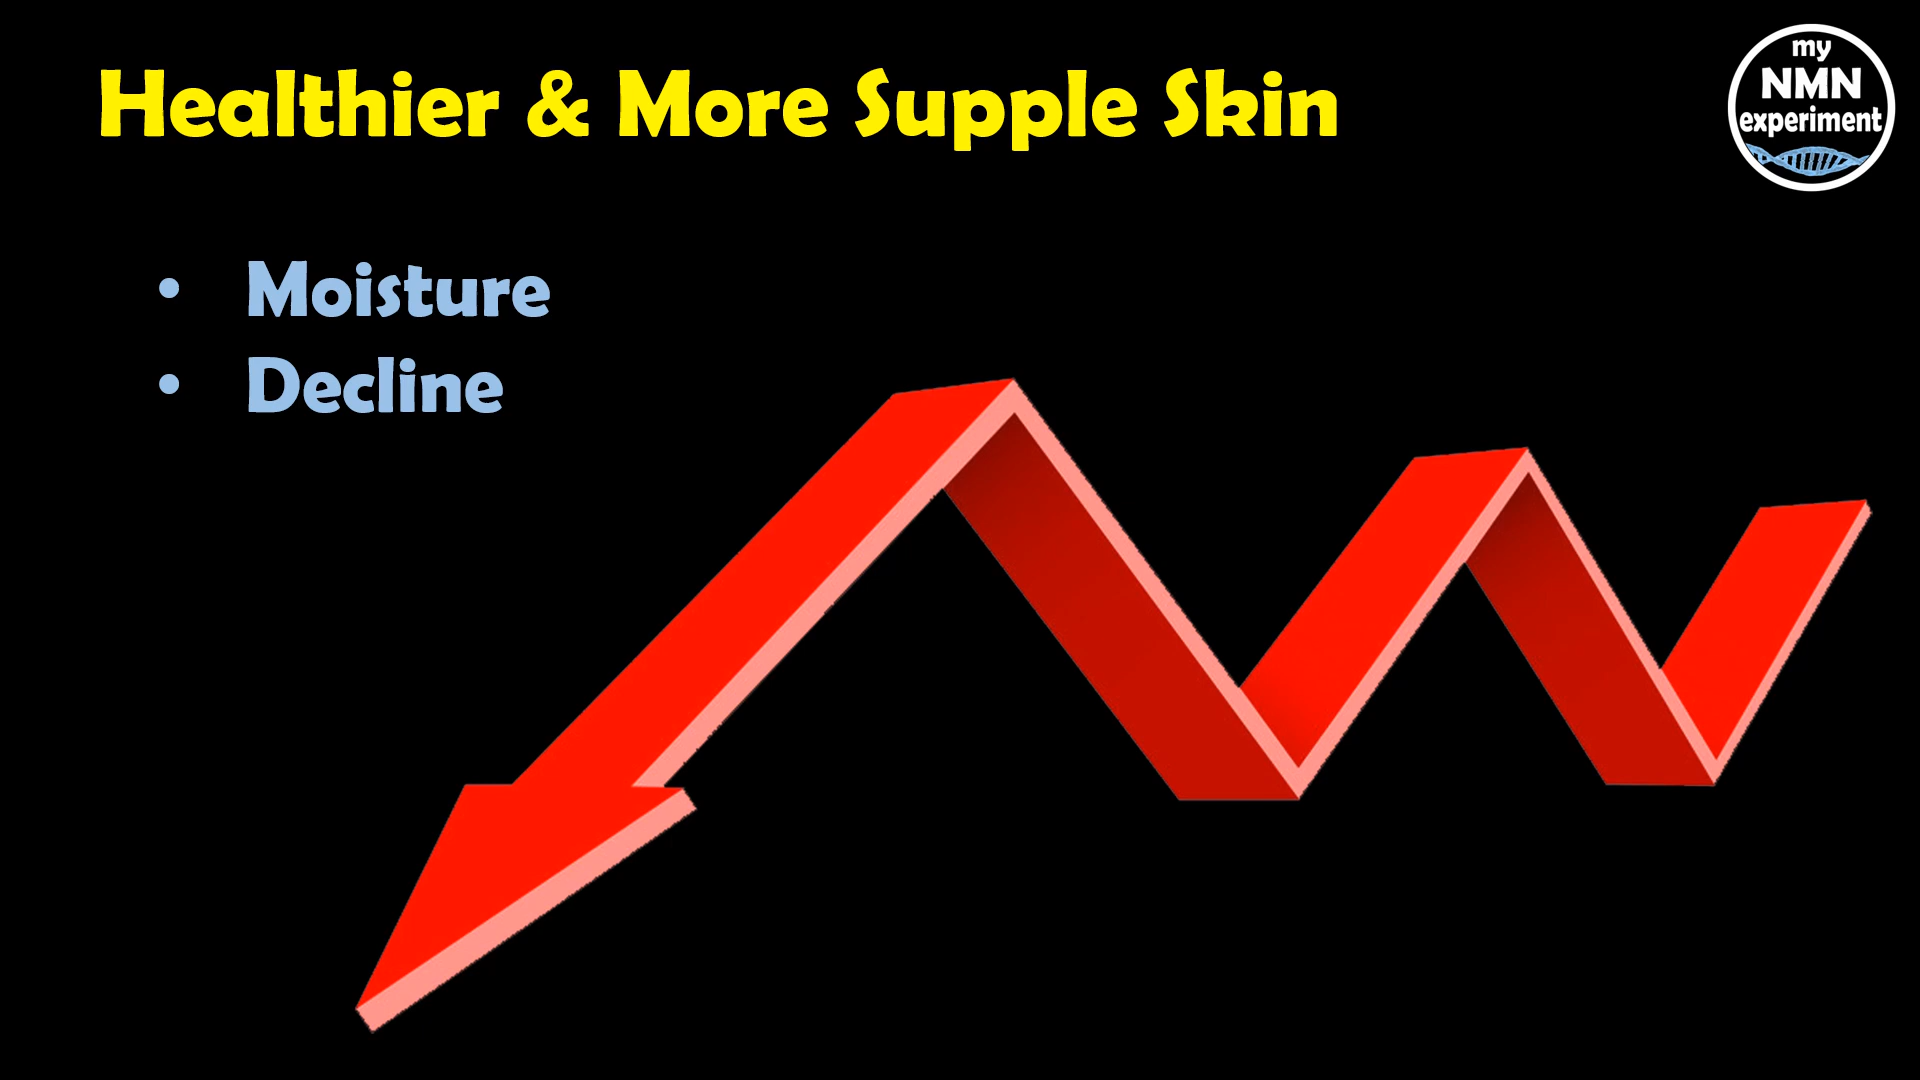 Healthier & More Supple Skin
my
NMN
experiment
• Moisture
• Decline